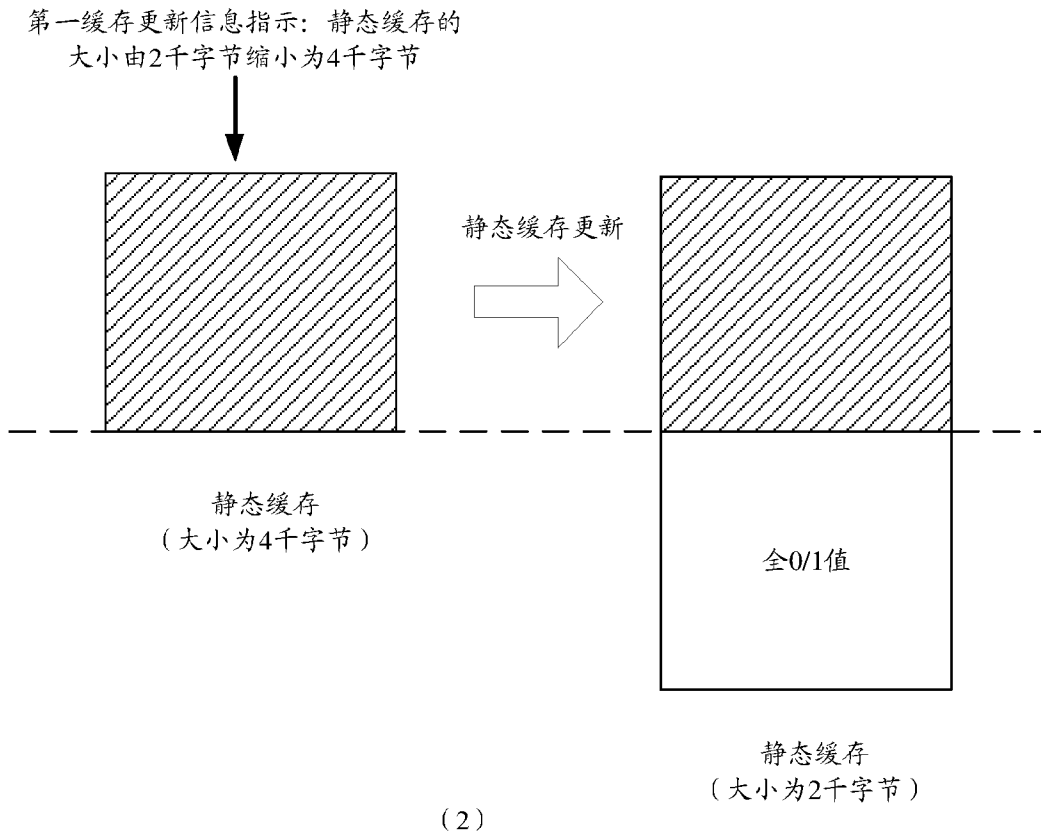 第一缓存更新信息指示：静态缓存的
大小由2千字节缩小为4千字节
静态缓存更新
静态缓存
（大小为4千字节）
全0/1值
静态缓存
（大小为2千字节）
（2）